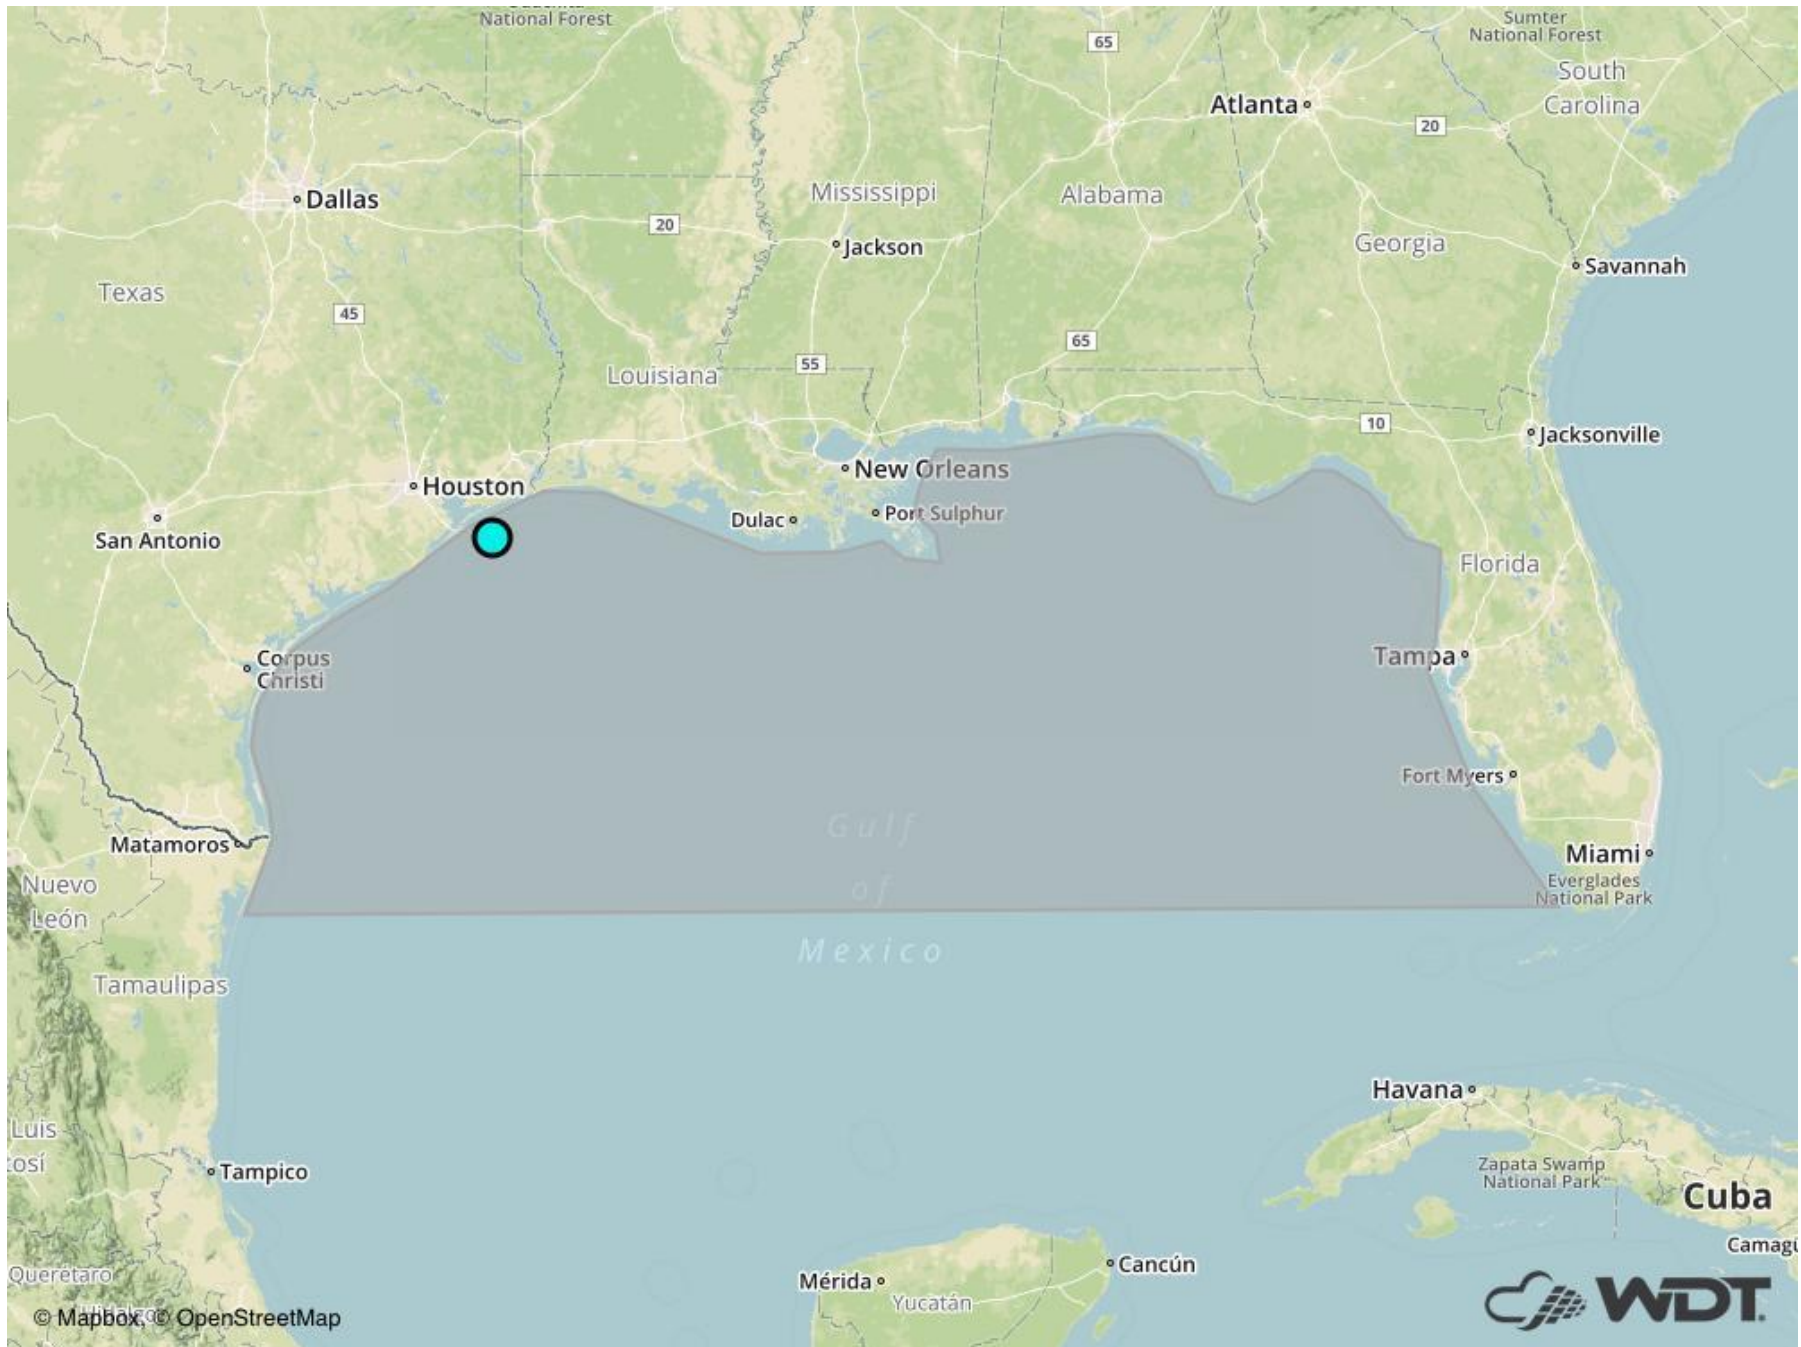 National Forest
65
Sumter
National Forest
South
Carolina
Atlanta
20
Dallas
Mississippi
Alabama
20
Jackson
Georgia
Savannah
Texas
45
65
55
Louisiana
10
Jacksonville
New Orleans
Houston
Dulac
Port Sulphur
San Antonio
Florida
Corpus
Christi
Tampa
Fort Myers
Gulf
of
Mexico
Matamoros
Miami
Everglades
National Park
Nuevo
León
Tamaulipas
Havana
Luis
Tampico
Zapata Swamp
National Park
Cuba
Camagü
Cancún
Mérida
Yucatán
Querétaro
Hidalgo
© Mapbox, © OpenStreetMap
WDT